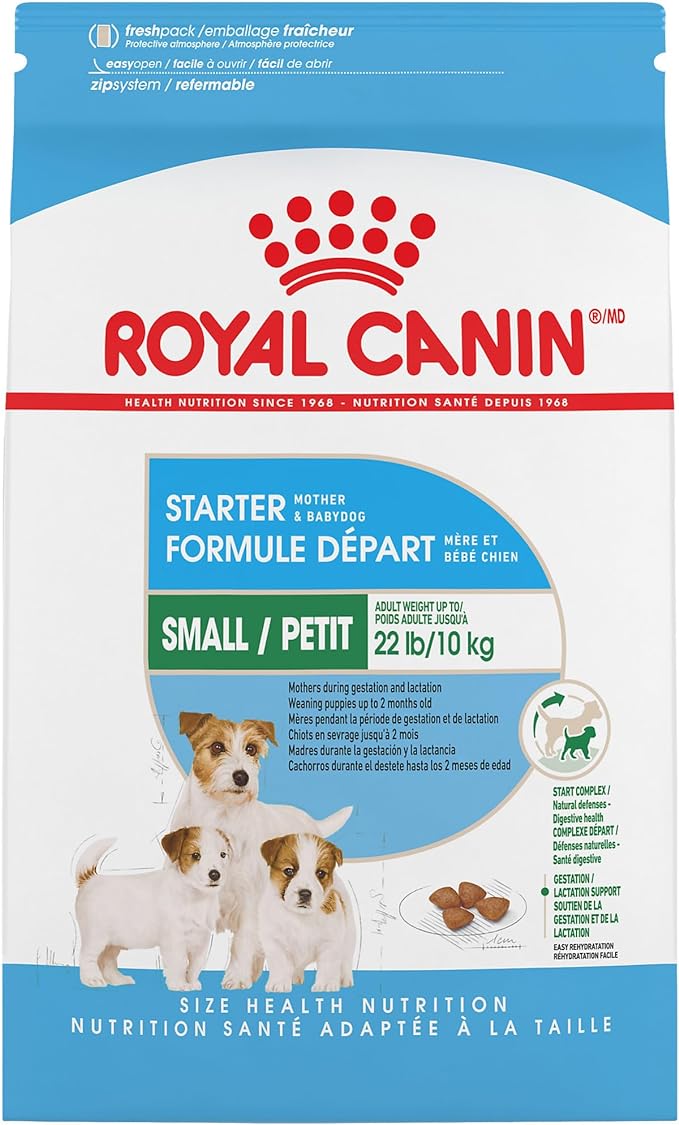 freshpack / emballage fraîcheur
Protective atmosphere / Atmosphère protectrice
easyopen / facile à ouvrir / fácil de abrir
zipsystem / refermable
ROYAL CANIN ®/MD
HEALTH NUTRITION SINCE 1968 - NUTRITION SANTÉ DEPUIS 1968
STARTER MOTHER
& BABYDOG
FORMULE DÉPART MÈRE ET
BÉBÉ CHIEN
SMALL / PETIT
ADULT WEIGHT UP TO/
POIDS ADULTE JUSQU'À
22 lb/10 kg
Mothers during gestation and lactation
Weaning puppies up to 2 months old
Mères pendant la période de gestation et de lactation
Chiots en sevrage jusqu'à 2 mois
Madres durante la gestación y la lactancia
Cachorros durante el destete hasta los 2 meses de edad
START COMPLEX /
Natural defenses -
Digestive health
COMPLEXE DÉPART /
Défenses naturelles -
Santé digestive
GESTATION /
LACTATION SUPPORT
SOUTIEN DE LA
GESTATION ET DE LA
LACTATION
EASY REHYDRATATION
RÉHYDRATATION FACILE
1cm
SIZE HEALTH NUTRITION
NUTRITION SANTÉ ADAPTÉE À LA TAILLE